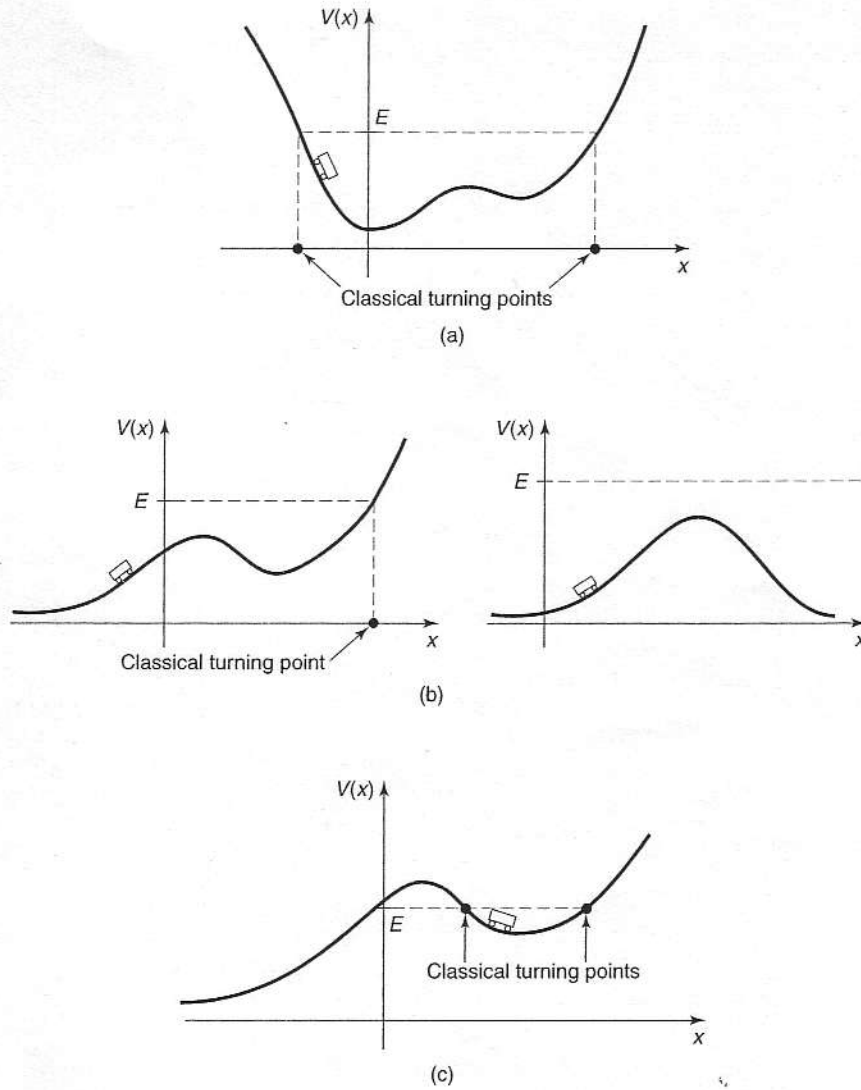 V(x)
E
x
Classical turning points
(a)
V(x)
E
x
Classical turning point
V(x)
E
x
(b)
V(x)
E
x
Classical turning points
(c)